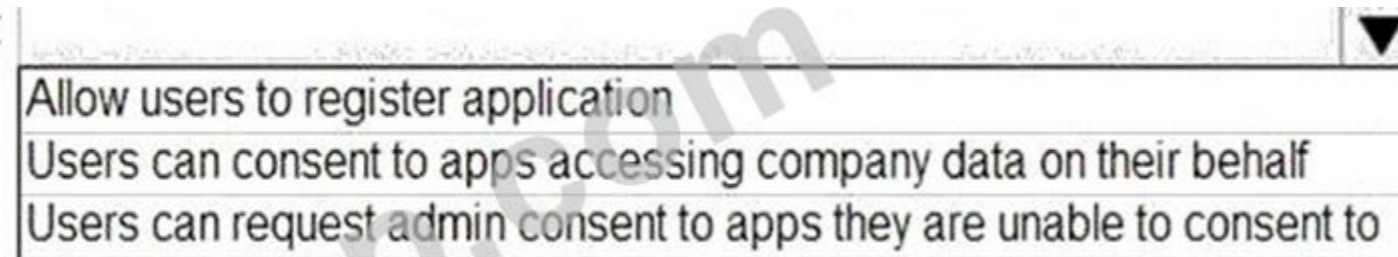 Allow users to register application
Users can consent to apps accessing company data on their behalf
Users can request admin consent to apps they are unable to consent to
n.com